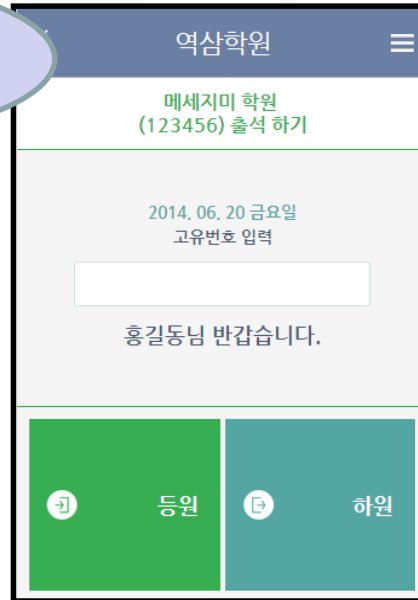 역삼학원
메세지미 학원
(123456) 출석 하기
2014. 06. 20 금요일
고유번호 입력
홍길동님 반갑습니다.
등원
하원